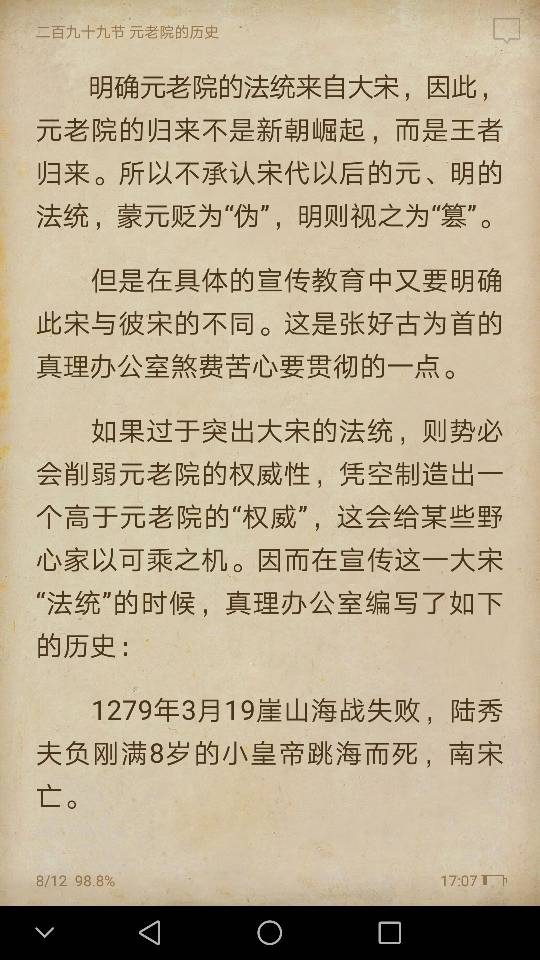 二百九十九节 元老院的历史
明确元老院的法统来自大宋，因此，
元老院的归来不是新朝崛起，而是王者
归来。所以不承认宋代以后的元、明的
法统，蒙元贬为“伪”，明则视之为“篡”。
但是在具体的宣传教育中又要明确
此宋与彼宋的不同。这是张好古为首的
真理办公室煞费苦心要贯彻的一点。
如果过于突出大宋的法统，则势必
会削弱元老院的权威性，凭空制造出一
个高于元老院的“权威”，这会给某些野
心家以可乘之机。因而在宣传这一大宋
“法统”的时候，真理办公室编写了如下
的历史：
1279年3月19崖山海战失败，陆秀
夫负刚满8岁的小皇帝跳海而死，南宋
亡。
8/12 98.8%
17:07